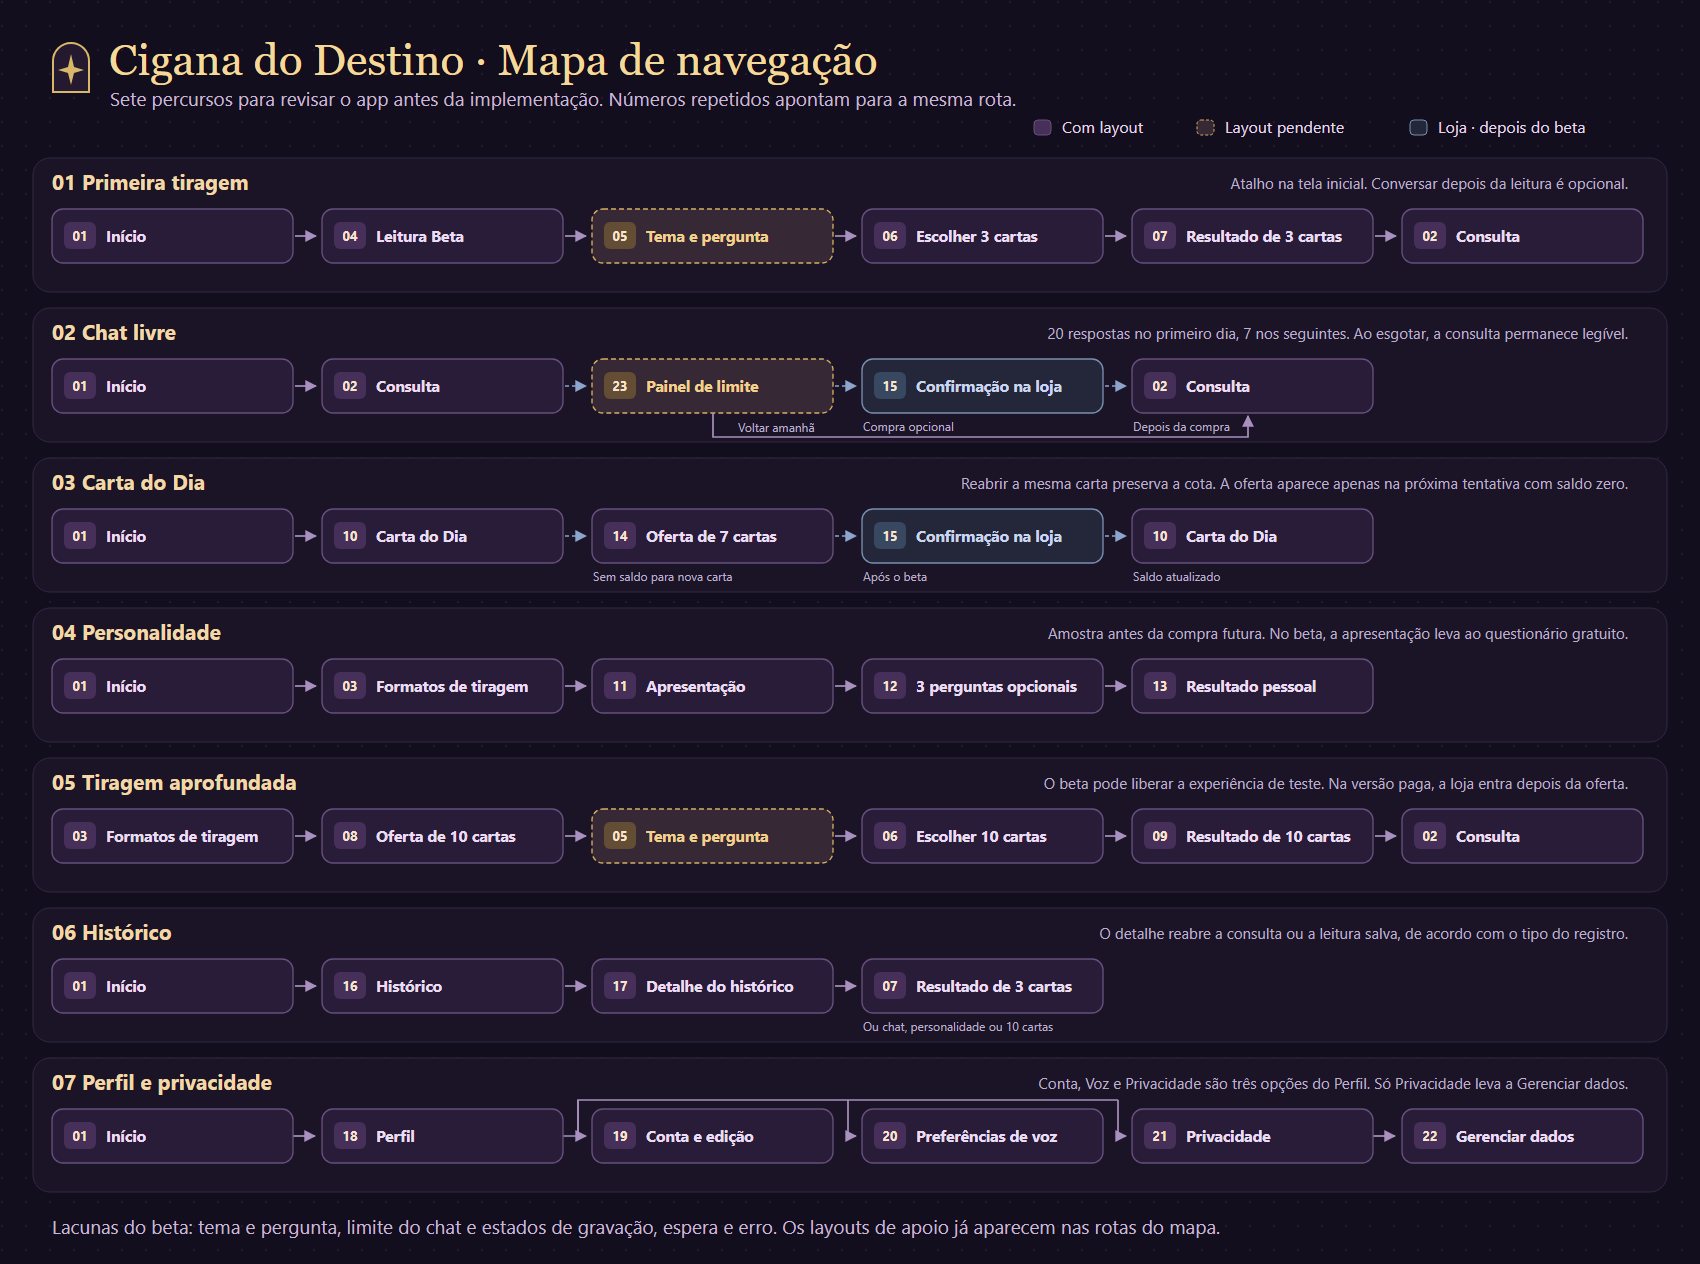 Cigana do Destino · Mapa de navegação
Sete percursos para revisar o app antes da implementação. Números repetidos apontam para a mesma rota.
Com layout
Layout pendente
Loja · depois do beta
01 Primeira tiragem
Atalho na tela inicial. Conversar depois da leitura é opcional.
01 Início
04 Leitura Beta
05 Tema e pergunta
06 Escolher 3 cartas
07 Resultado de 3 cartas
02 Consulta
02 Chat livre
20 respostas no primeiro dia, 7 nos seguintes. Ao esgotar, a consulta permanece legível.
01 Início
02 Consulta
23 Painel de limite
15 Confirmação na loja
02 Consulta
Voltar amanhã
Compra opcional
Depois da compra
03 Carta do Dia
Reabrir a mesma carta preserva a cota. A oferta aparece apenas na próxima tentativa com saldo zero.
01 Início
10 Carta do Dia
14 Oferta de 7 cartas
15 Confirmação na loja
10 Carta do Dia
Sem saldo para nova carta
Após o beta
Saldo atualizado
04 Personalidade
Amostra antes da compra futura. No beta, a apresentação leva ao questionário gratuito.
01 Início
03 Formatos de tiragem
11 Apresentação
12 3 perguntas opcionais
13 Resultado pessoal
05 Tiragem aprofundada
O beta pode liberar a experiência de teste. Na versão paga, a loja entra depois da oferta.
03 Formatos de tiragem
08 Oferta de 10 cartas
05 Tema e pergunta
06 Escolher 10 cartas
09 Resultado de 10 cartas
02 Consulta
06 Histórico
O detalhe reabre a consulta ou a leitura salva, de acordo com o tipo do registro.
01 Início
16 Histórico
17 Detalhe do histórico
07 Resultado de 3 cartas
Ou chat, personalidade ou 10 cartas
07 Perfil e privacidade
Conta, Voz e Privacidade são três opções do Perfil. Só Privacidade leva a Gerenciar dados.
01 Início
18 Perfil
19 Conta e edição
20 Preferências de voz
21 Privacidade
22 Gerenciar dados
Lacunas do beta: tema e pergunta, limite do chat e estados de gravação, espera e erro. Os layouts de apoio já aparecem nas rotas do mapa.